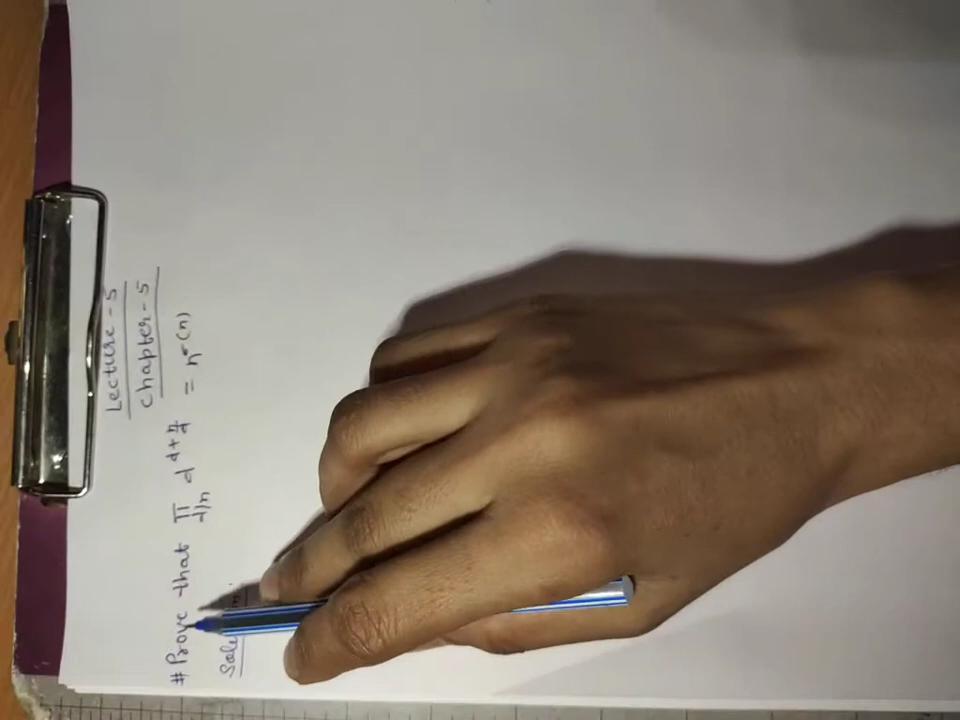 Lecture-5
Chapter-5
# Prove that ∏_{d/n} d^{d+n/d} = n^{σ(n)}